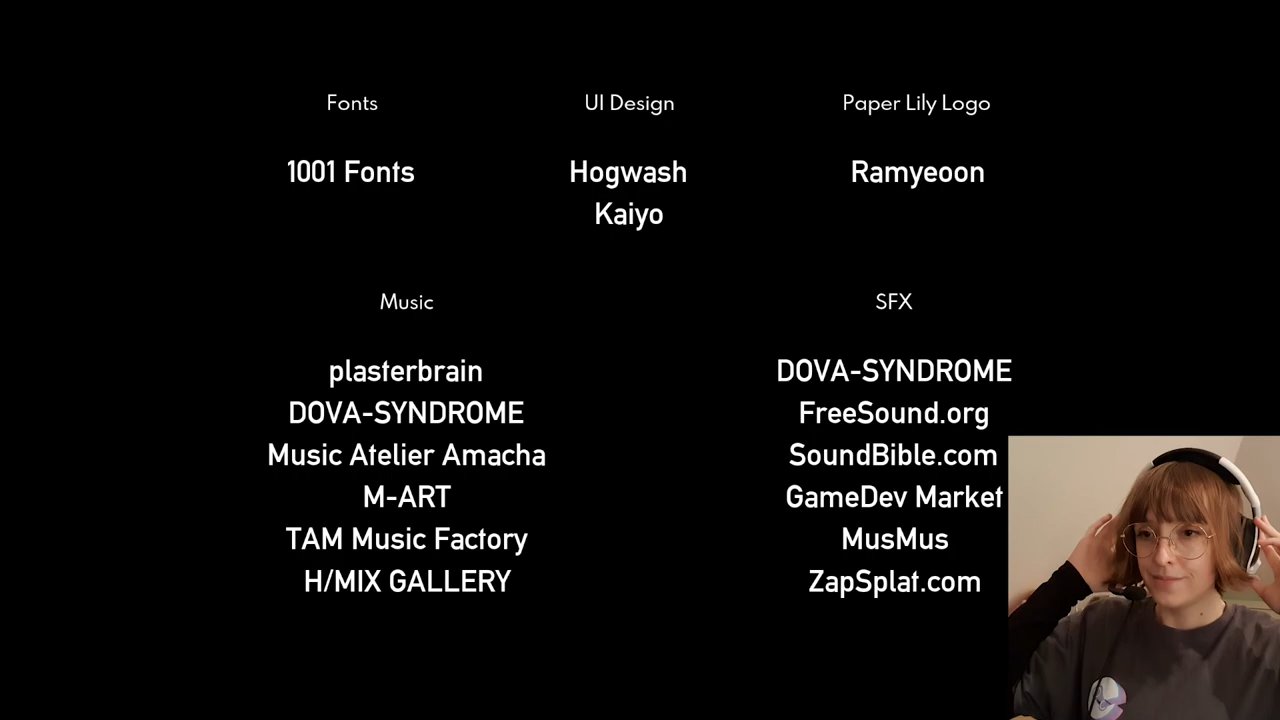 Fonts
1001 Fonts
UI Design
Hogwash
Kaiyo
Paper Lily Logo
Ramyeoon
Music
plasterbrain
DOVA-SYNDROME
Music Atelier Amacha
M-ART
TAM Music Factory
H/MIX GALLERY
SFX
DOVA-SYNDROME
FreeSound.org
SoundBible.com
GameDev Market
MusMus
ZapSplat.com